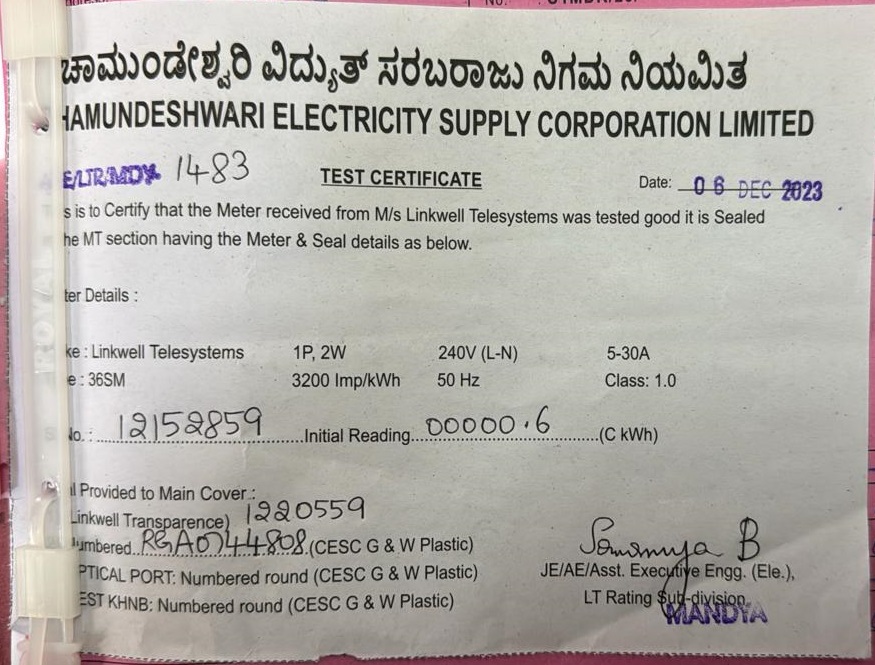 ಚಾಮುಂಡೇಶ್ವರಿ ವಿದ್ಯುತ್ ಸರಬರಾಜು ನಿಗಮ ನಿಯಮಿತ
HAMUNDESHWARI ELECTRICITY SUPPLY CORPORATION LIMITED
E/LTR/MDY 1483 TEST CERTIFICATE Date: 06 DEC 2023
s is to Certify that the Meter received from M/s Linkwell Telesystems was tested good it is Sealed
he MT section having the Meter & Seal details as below.
ter Details :
ke : Linkwell Telesystems 1P, 2W 240V (L-N) 5-30A
e : 36SM 3200 Imp/kWh 50 Hz Class: 1.0
No. : 12152859 Initial Reading 00000.6 (C kWh)
l Provided to Main Cover :
Linkwell Transparence) 1220559
umbered RGA0744808 (CESC G & W Plastic)
PTICAL PORT: Numbered round (CESC G & W Plastic)
EST KHNB: Numbered round (CESC G & W Plastic)
Soumya B
JE/AE/Asst. Executive Engg. (Ele.),
LT Rating Sub-division,
MANDYA